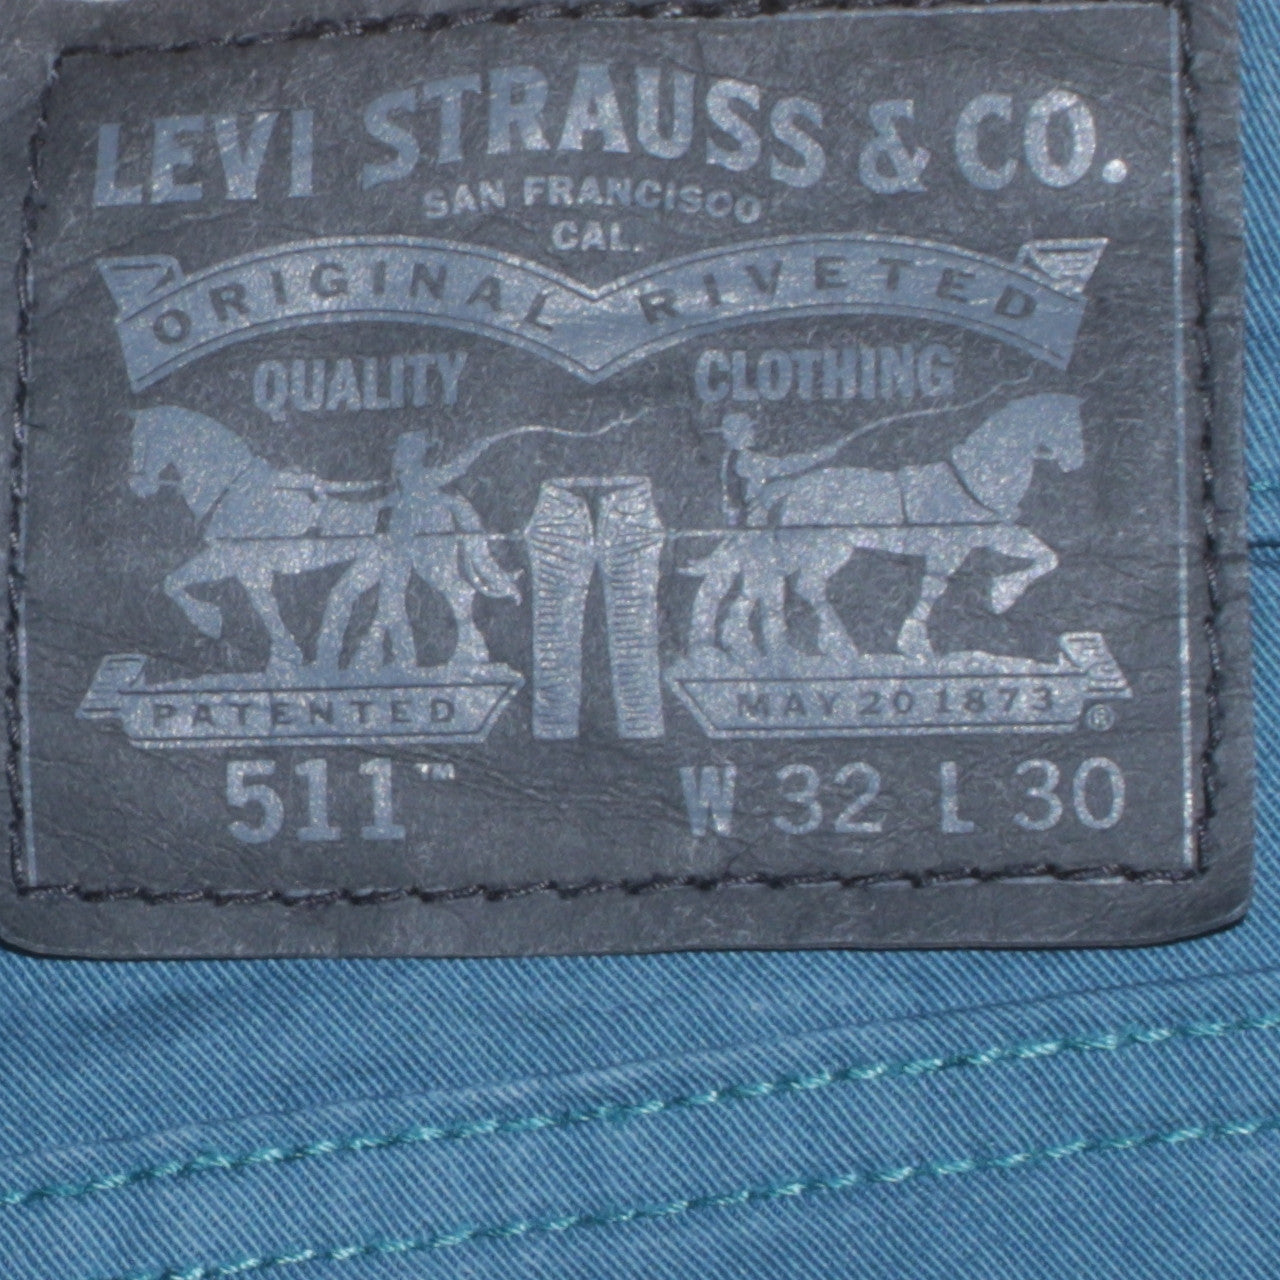 LEVI STRAUSS & CO.
SAN FRANCISCO
CAL.
ORIGINAL RIVETED
QUALITY CLOTHING
PATENTED MAY 20 1873 ®
511™ W 32 L 30